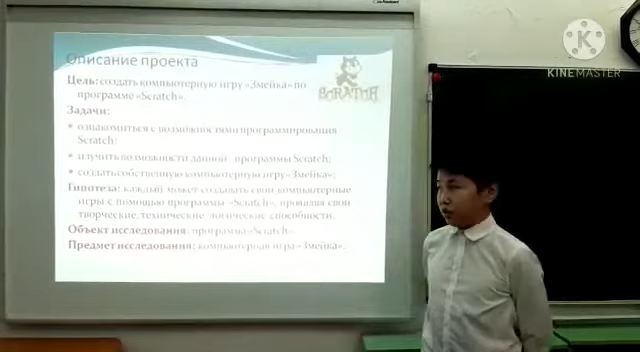 Описание проекта
Цель: создать компьютерную игру «Змейка» по
программе «Scratch».
Задачи:
ознакомиться с возможностями программирования
Scratch;
изучить возможности данной программы Scratch;
создать собственную компьютерную игру «Змейка»;
Гипотеза: каждый может создавать свои компьютерные
игры с помощью программы «Scratch», проявляя свои
творческие, технические, логические способности.
Объект исследования: программа «Scratch»
Предмет исследования: компьютерная игра «Змейка».
SCRATCH
K
KINEMASTER